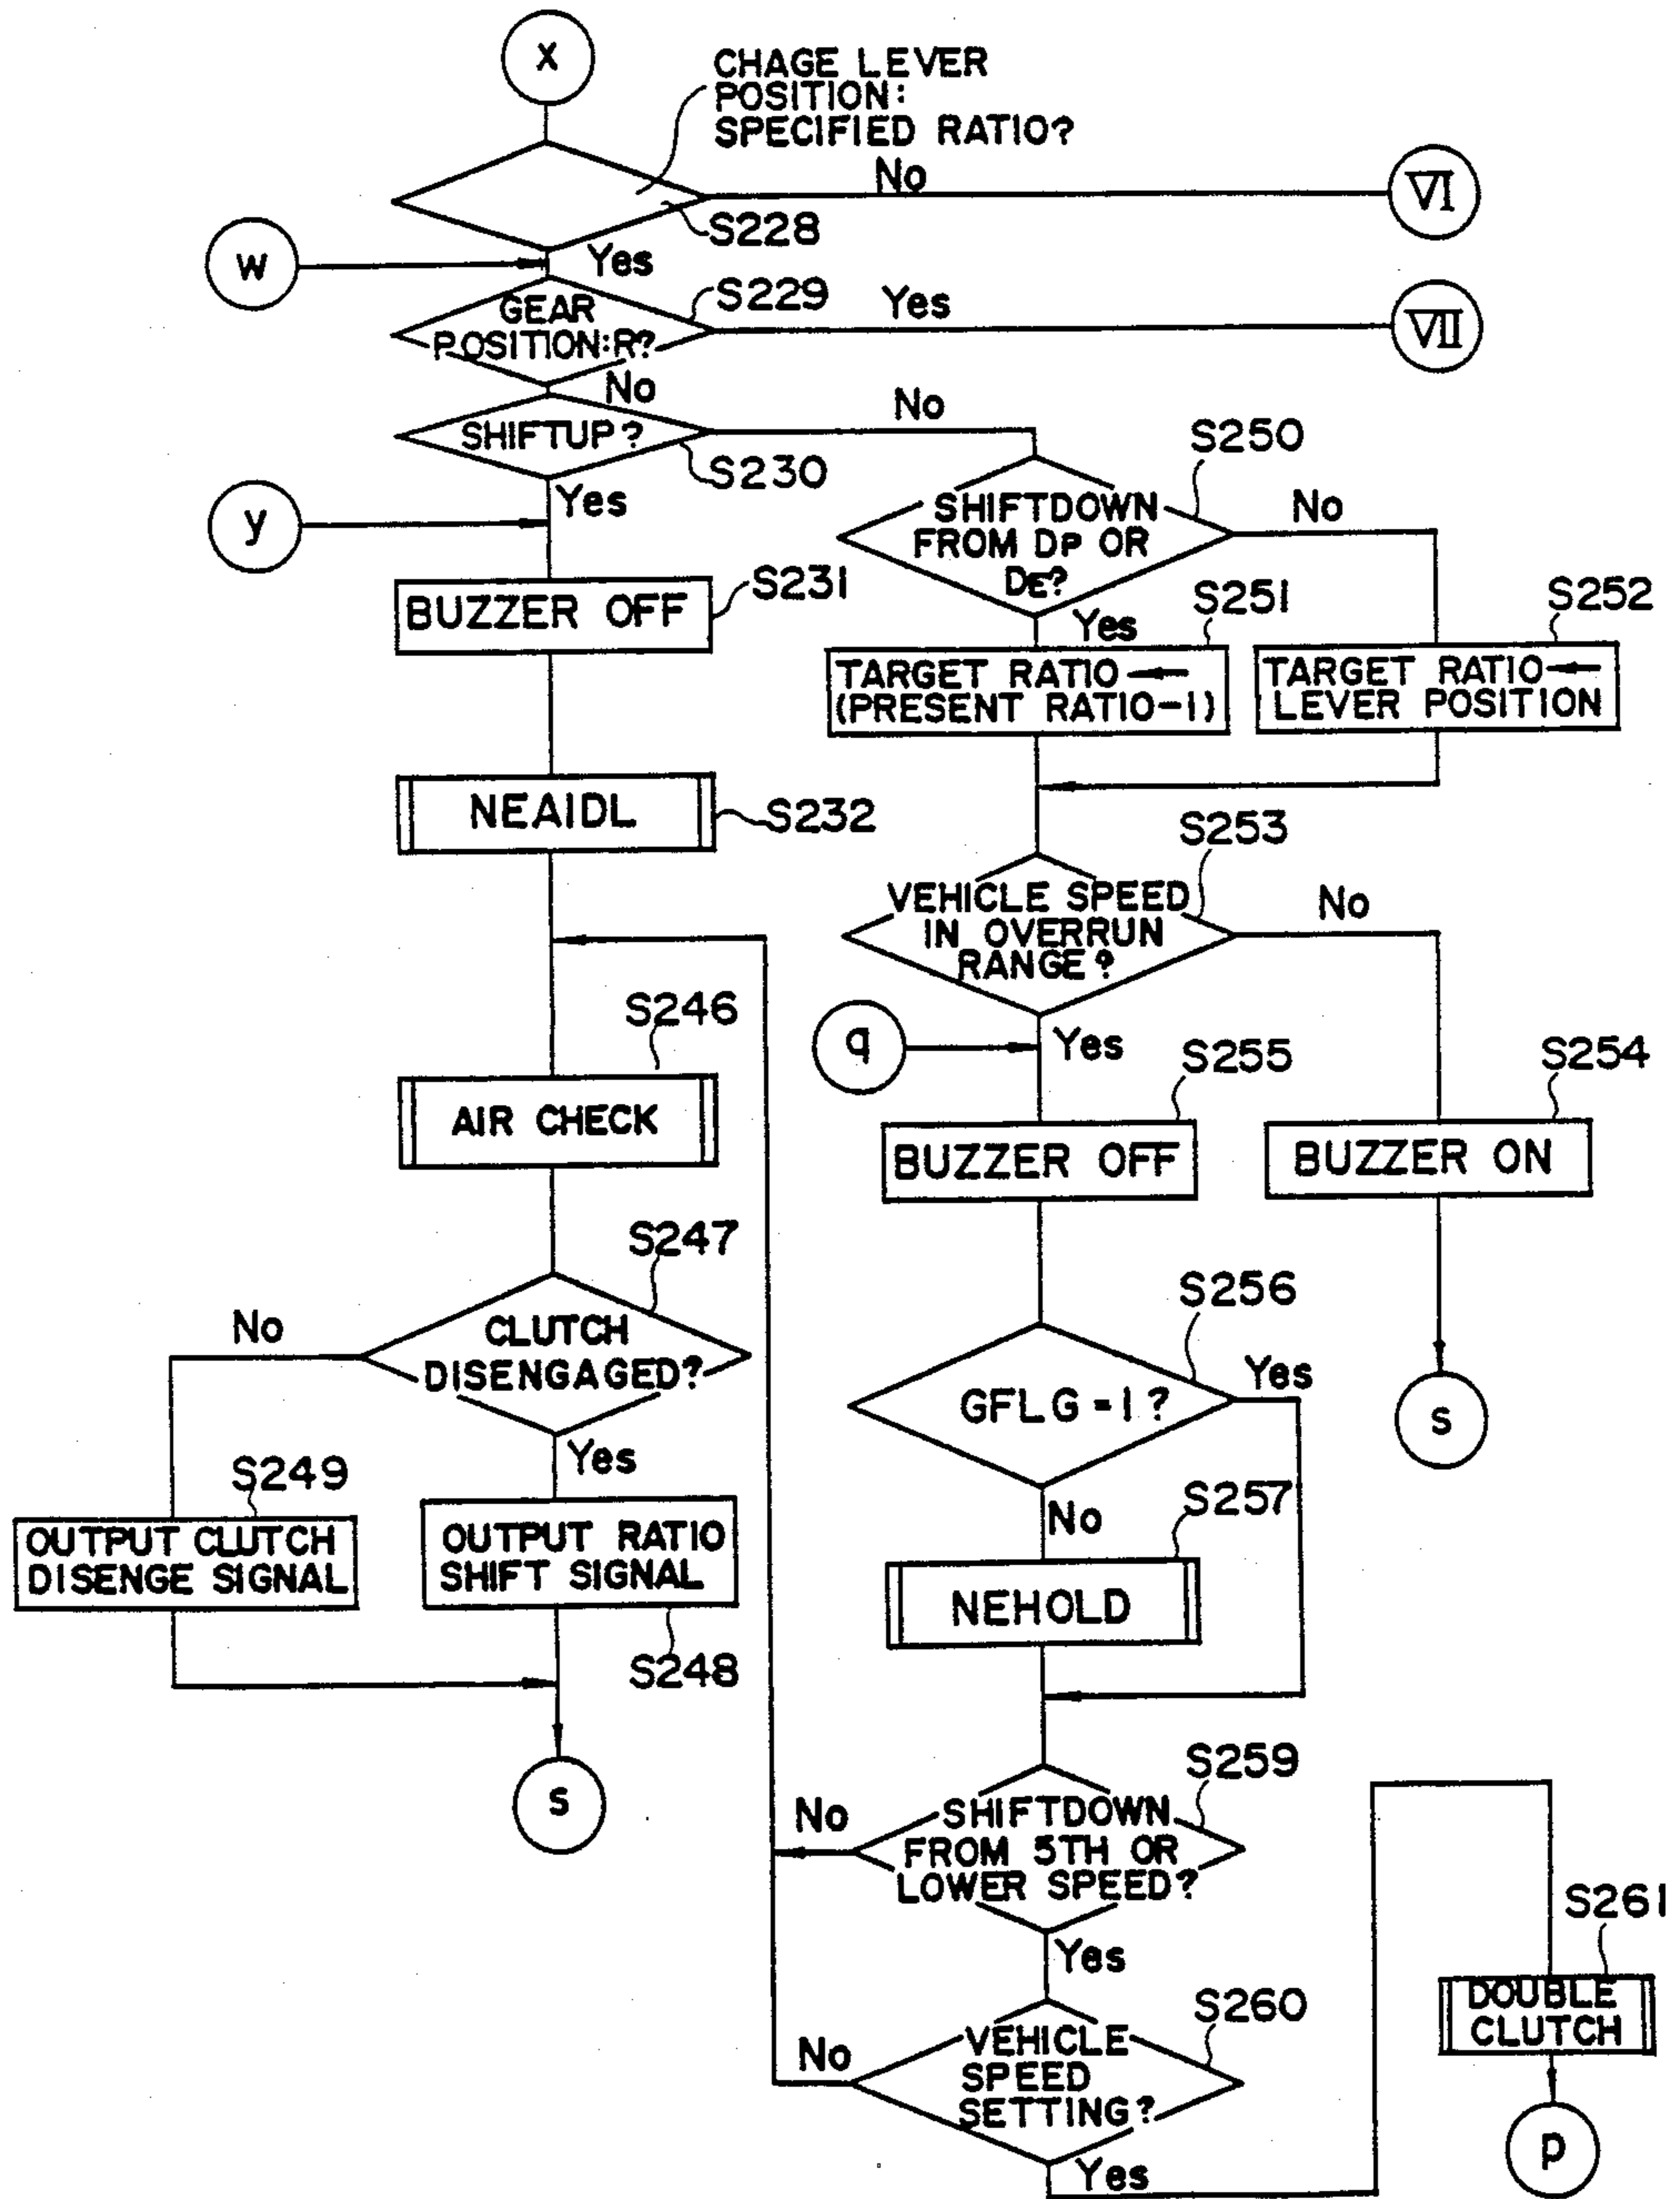 x
CHAGE LEVER
POSITION:
SPECIFIED RATIO?
No
VI
S228
w
Yes
S229
Yes
GEAR
POSITION:R?
VII
No
No
SHIFTUP?
S230
S250
y
Yes
SHIFTDOWN
FROM DP OR
DE?
No
BUZZER OFF
S231
Yes
S251
S252
TARGET RATIO←
(PRESENT RATIO-1)
TARGET RATIO←
LEVER POSITION
NEAIDL
S232
S253
VEHICLE SPEED
IN OVERRUN
RANGE?
No
S246
q
Yes
S255
S254
AIR CHECK
BUZZER OFF
BUZZER ON
S247
S256
No
CLUTCH
DISENGAGED?
GFLG=1?
Yes
s
Yes
S249
No
S257
OUTPUT CLUTCH
DISENGE SIGNAL
OUTPUT RATIO
SHIFT SIGNAL
NEHOLD
S248
S259
s
No
SHIFTDOWN
FROM 5TH OR
LOWER SPEED?
S261
Yes
S260
DOUBLE
CLUTCH
No
VEHICLE
SPEED
SETTING?
p
Yes